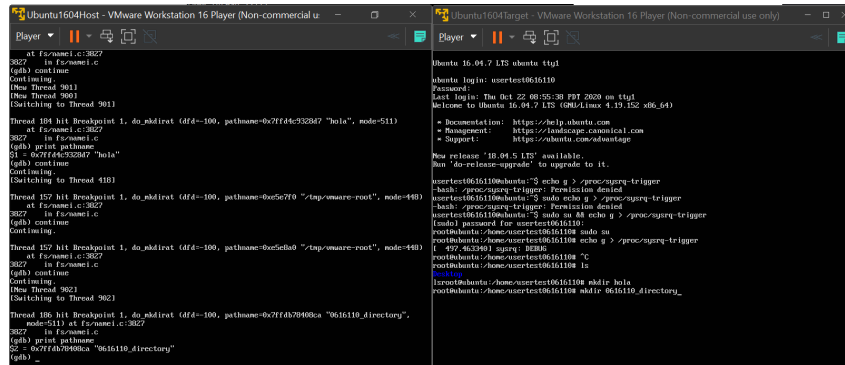 Ubuntu1604Host - VMware Workstation 16 Player (Non-commercial u:
Player
at fs/namei.c:3827
3827 in fs/namei.c
(gdb) continue
Continuing.
[New Thread 901]
[New Thread 900]
[Switching to Thread 901]
Thread 184 hit Breakpoint 1, do_mkdirat (dfd=-100, pathname=0x7ffd4c9328d7 "hola", mode=511)
at fs/namei.c:3827
3827 in fs/namei.c
(gdb) print pathname
$1 = 0x7ffd4c9328d7 "hola"
(gdb) continue
Continuing.
[Switching to Thread 418]
Thread 157 hit Breakpoint 1, do_mkdirat (dfd=-100, pathname=0xe5e7f0 "/tmp/vmware-root", mode=448)
at fs/namei.c:3827
3827 in fs/namei.c
(gdb) continue
Continuing.
Thread 157 hit Breakpoint 1, do_mkdirat (dfd=-100, pathname=0xe5e8a0 "/tmp/vmware-root", mode=448)
at fs/namei.c:3827
3827 in fs/namei.c
(gdb) continue
Continuing.
[New Thread 902]
[Switching to Thread 902]
Thread 186 hit Breakpoint 1, do_mkdirat (dfd=-100, pathname=0x7ffdb78408ca "0616110_directory",
mode=511) at fs/namei.c:3827
3827 in fs/namei.c
(gdb) print pathname
$2 = 0x7ffdb78408ca "0616110_directory"
(gdb) _
Ubuntu1604Target - VMware Workstation 16 Player (Non-commercial use only)
Player
Ubuntu 16.04.7 LTS ubuntu tty1
ubuntu login: usertest0616110
Password:
Last login: Thu Oct 22 08:55:38 PDT 2020 on tty1
Welcome to Ubuntu 16.04.7 LTS (GNU/Linux 4.19.152 x86_64)
* Documentation: https://help.ubuntu.com
* Management: https://landscape.canonical.com
* Support: https://ubuntu.com/advantage
New release '18.04.5 LTS' available.
Run 'do-release-upgrade' to upgrade to it.
usertest0616110@ubuntu:~$ echo g > /proc/sysrq-trigger
-bash: /proc/sysrq-trigger: Permission denied
usertest0616110@ubuntu:~$ sudo echo g > /proc/sysrq-trigger
-bash: /proc/sysrq-trigger: Permission denied
usertest0616110@ubuntu:~$ sudo su && echo g > /proc/sysrq-trigger
[sudo] password for usertest0616110:
root@ubuntu:/home/usertest0616110# sudo su
root@ubuntu:/home/usertest0616110# echo g > /proc/sysrq-trigger
[ 497.463340] sysrq: DEBUG
root@ubuntu:/home/usertest0616110# ^C
root@ubuntu:/home/usertest0616110# ls
lsroot@ubuntu:/home/usertest0616110# mkdir hola
root@ubuntu:/home/usertest0616110# mkdir 0616110_directory_